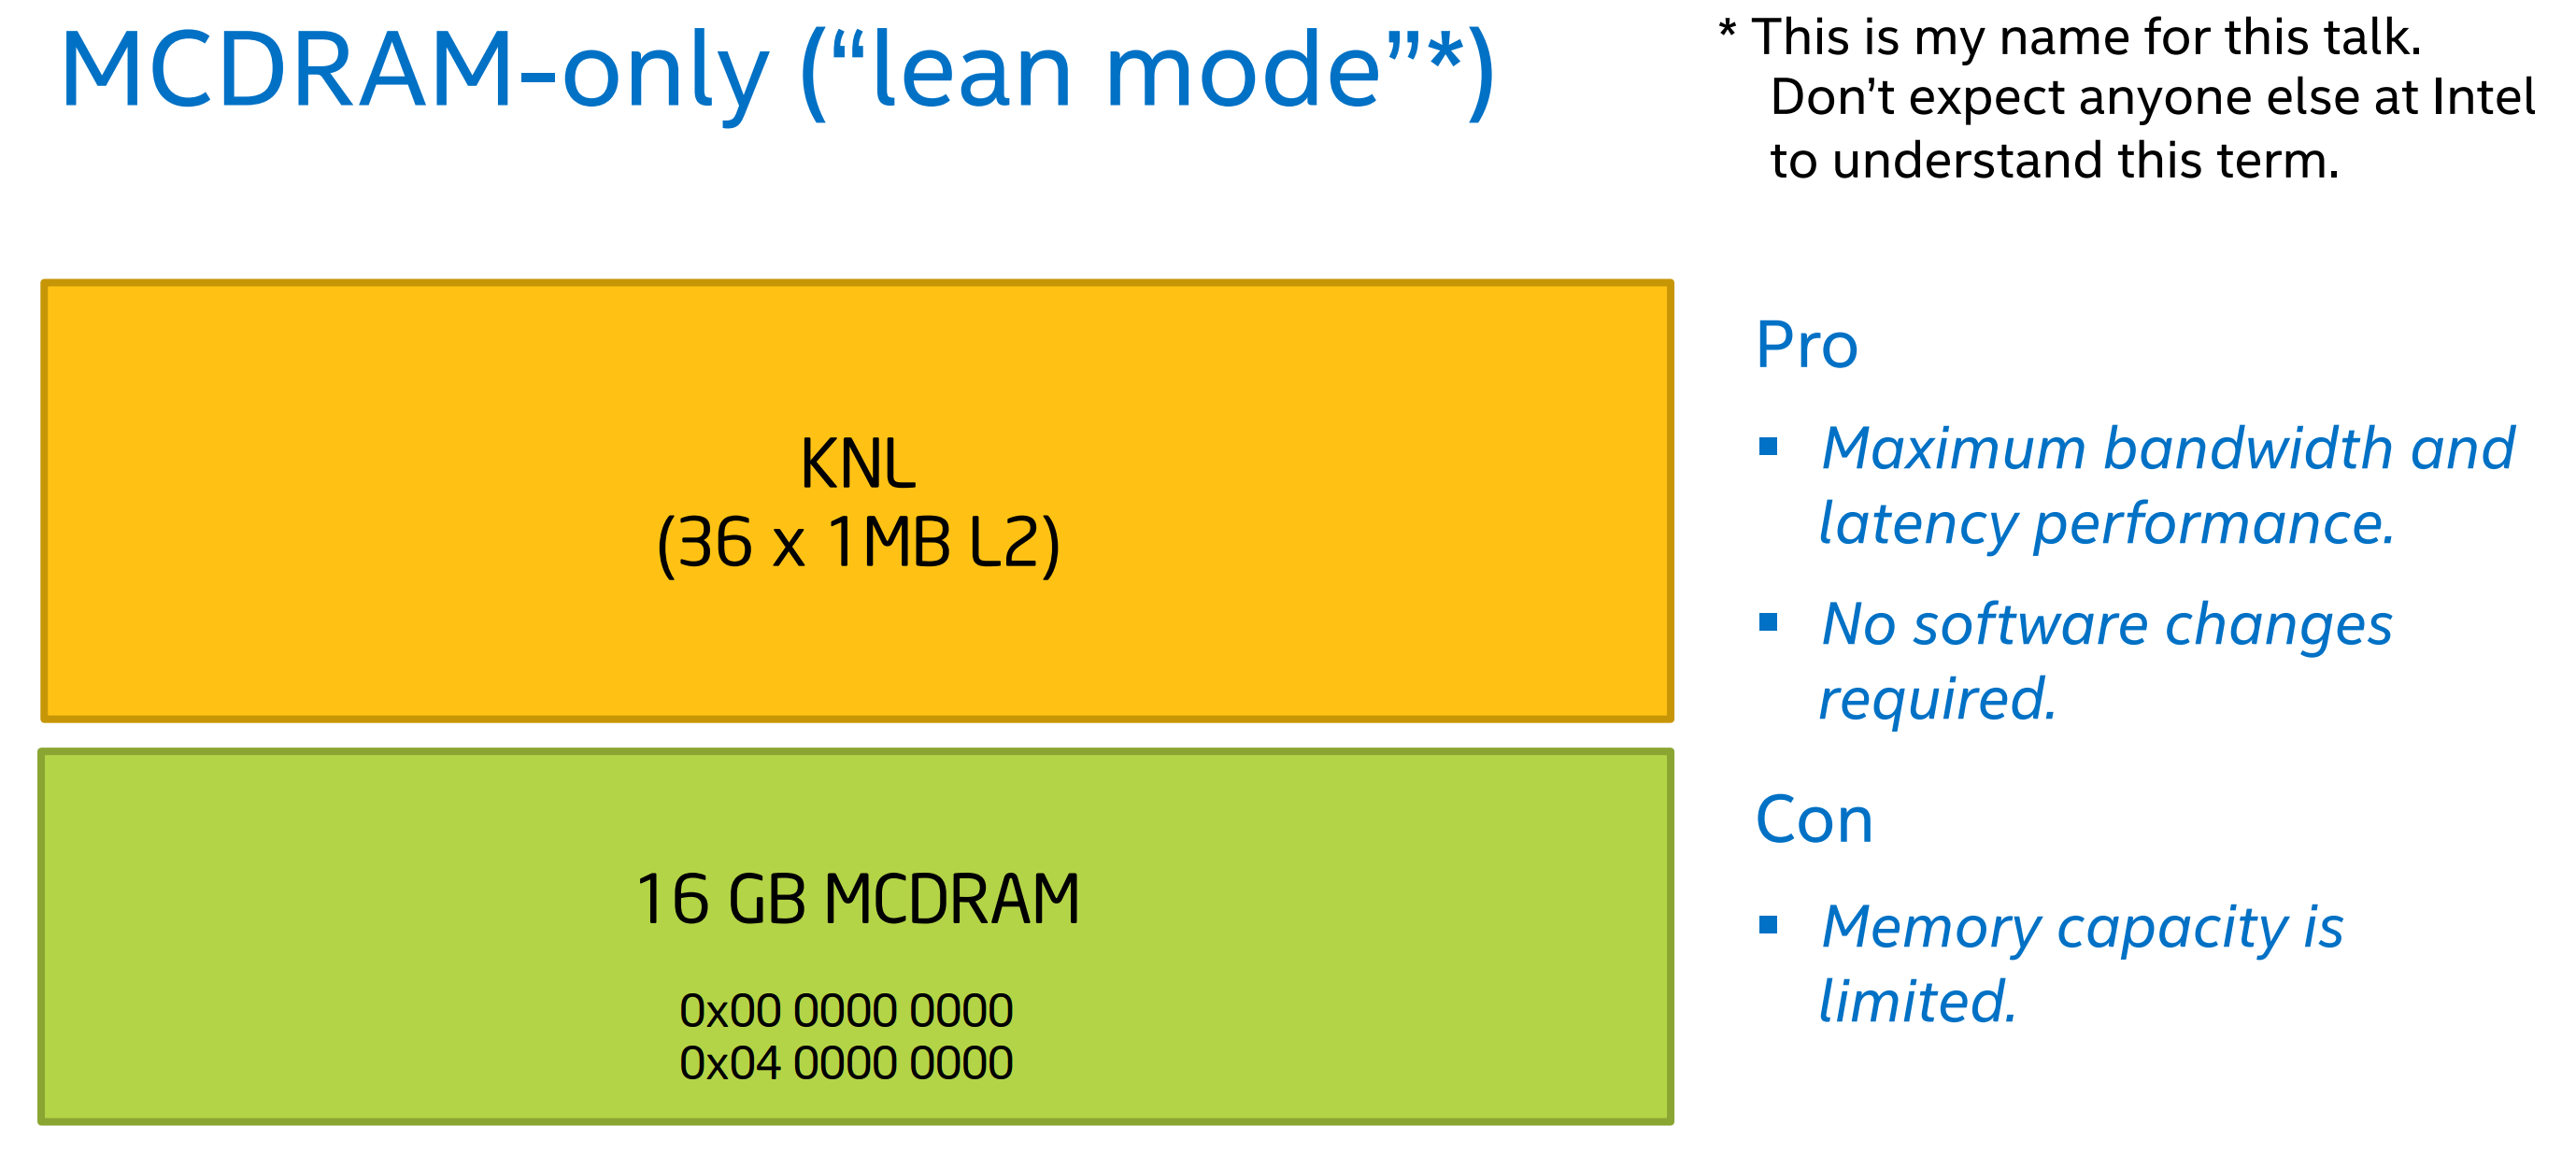 MCDRAM-only (“lean mode”*)
* This is my name for this talk.
Don’t expect anyone else at Intel
to understand this term.
KNL
(36 x 1MB L2)
16 GB MCDRAM
0x00 0000 0000
0x04 0000 0000
Pro
▪ Maximum bandwidth and
latency performance.
▪ No software changes
required.
Con
▪ Memory capacity is
limited.